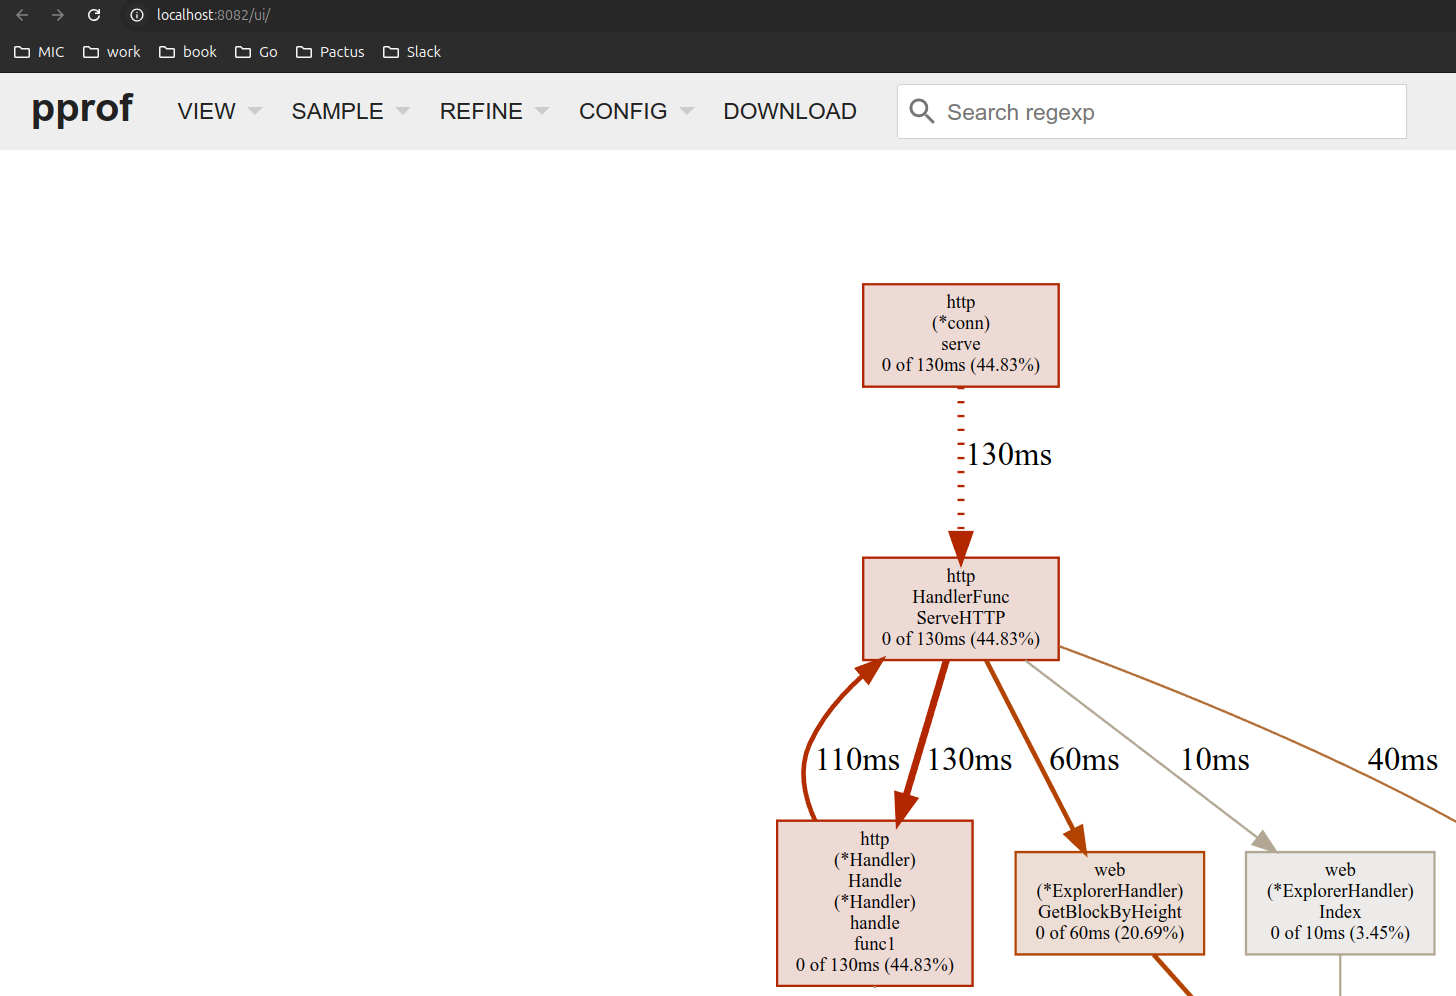 localhost:8082/ui/
MIC work book Go Pactus Slack
pprof VIEW SAMPLE REFINE CONFIG DOWNLOAD Search regexp
http
(*conn)
serve
0 of 130ms (44.83%)
130ms
http
HandlerFunc
ServeHTTP
0 of 130ms (44.83%)
110ms 130ms 60ms 10ms 40ms
http
(*Handler)
Handle
(*Handler)
handle
func1
0 of 130ms (44.83%)
web
(*ExplorerHandler)
GetBlockByHeight
0 of 60ms (20.69%)
web
(*ExplorerHandler)
Index
0 of 10ms (3.45%)